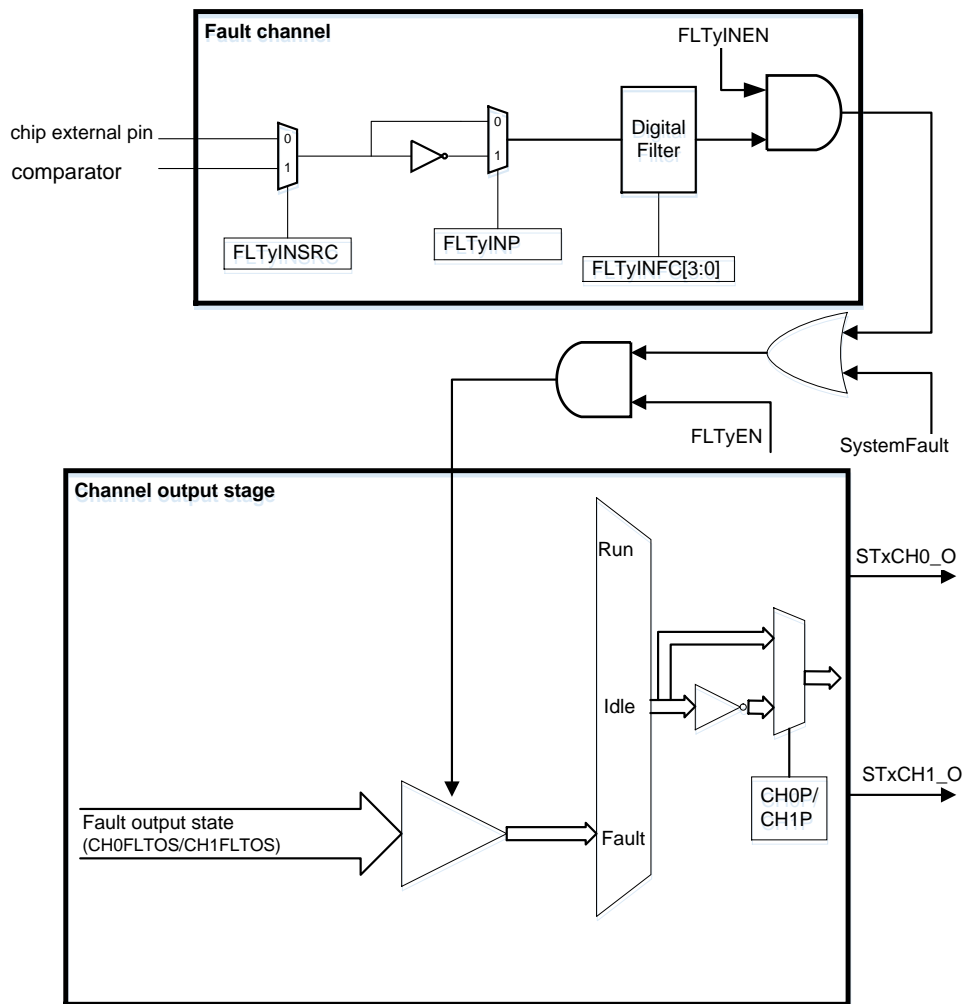 Fault channel
FLTyINEN
chip external pin
comparator
0
1
0
1
Digital
Filter
FLTyINSRC
FLTyINP
FLTyINFC[3:0]
FLTyEN
SystemFault
Channel output stage
Run
STxCH0_O
Idle
STxCH1_O
CH0P/
CH1P
Fault output state
(CH0FLTOS/CH1FLTOS)
Fault